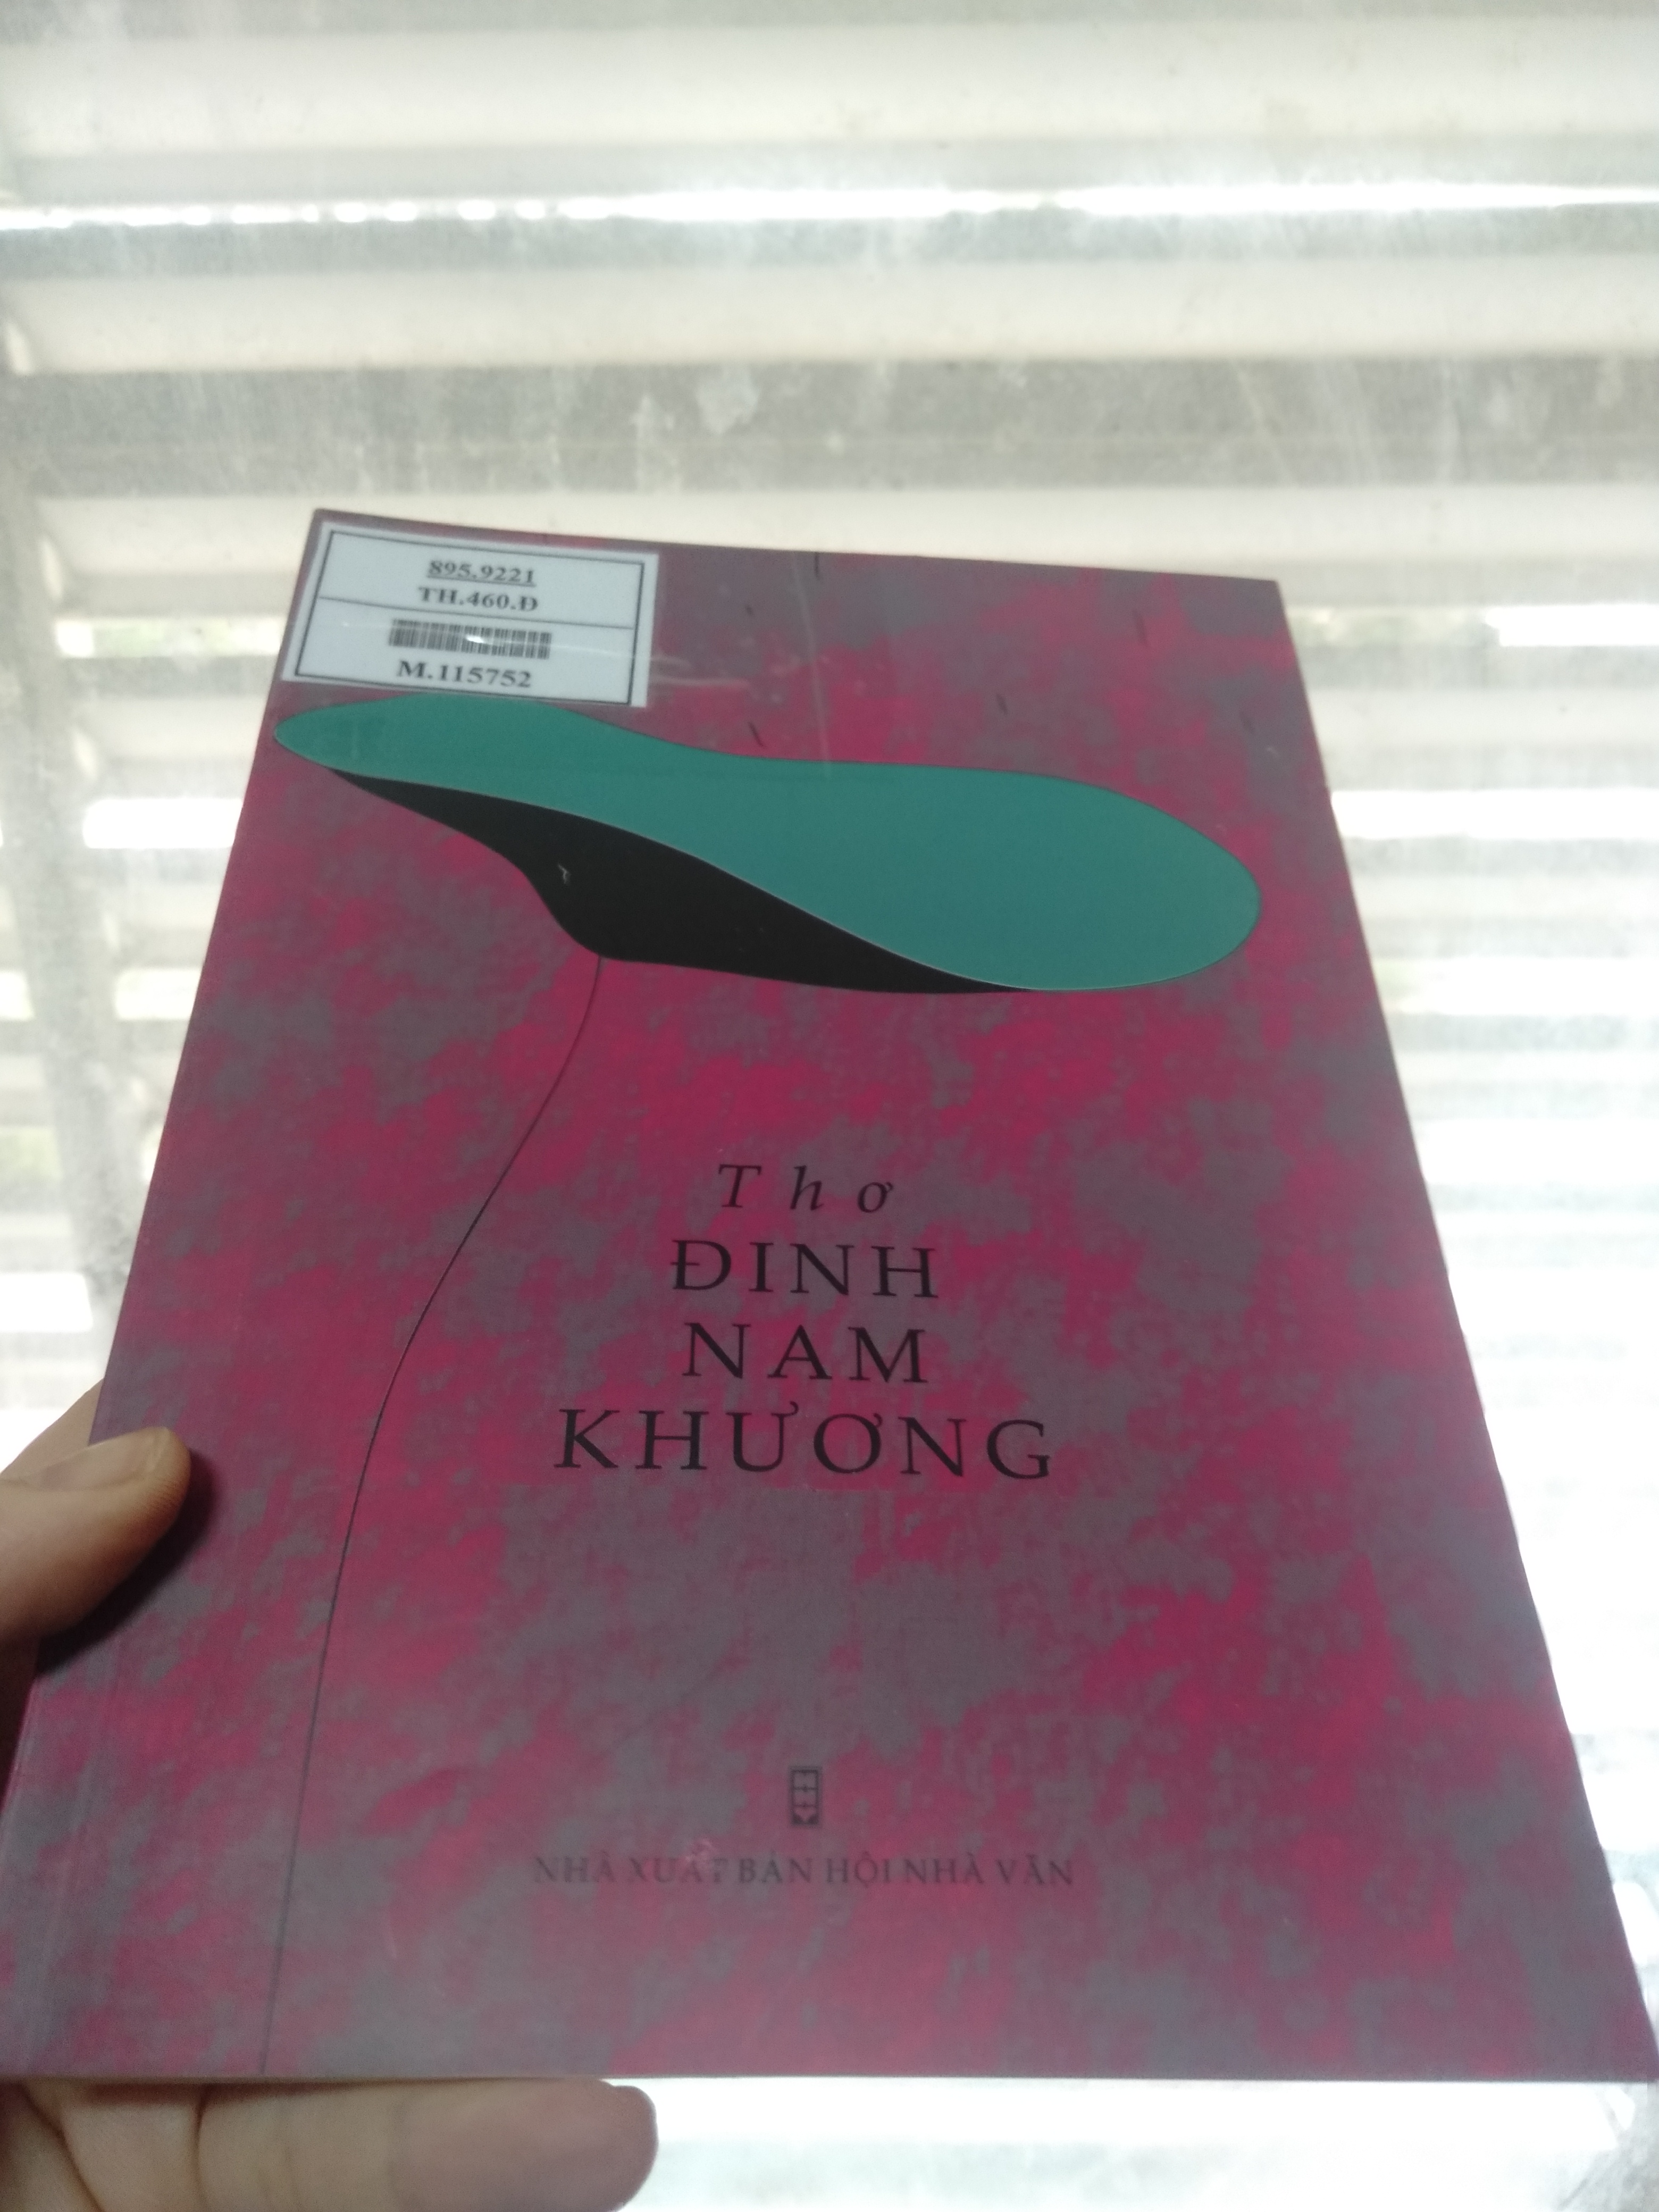 895.9221
TH.460.Đ
M.115752
Thơ
ĐINH
NAM
KHƯƠNG
NHÀ XUẤT BẢN HỘI NHÀ VĂN